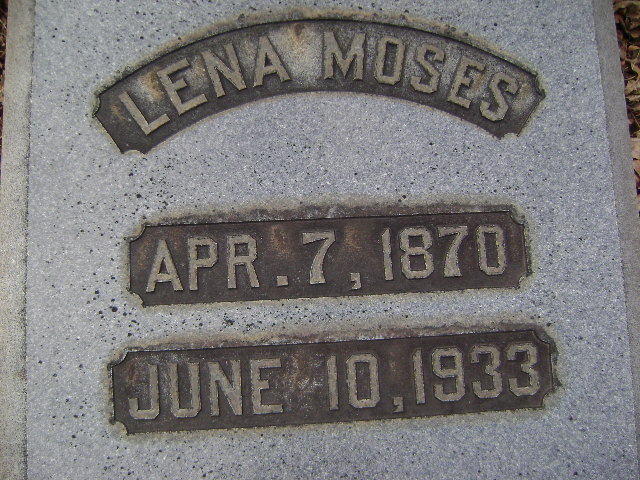 LENA MOSES
APR. 7, 1870
JUNE 10, 1933